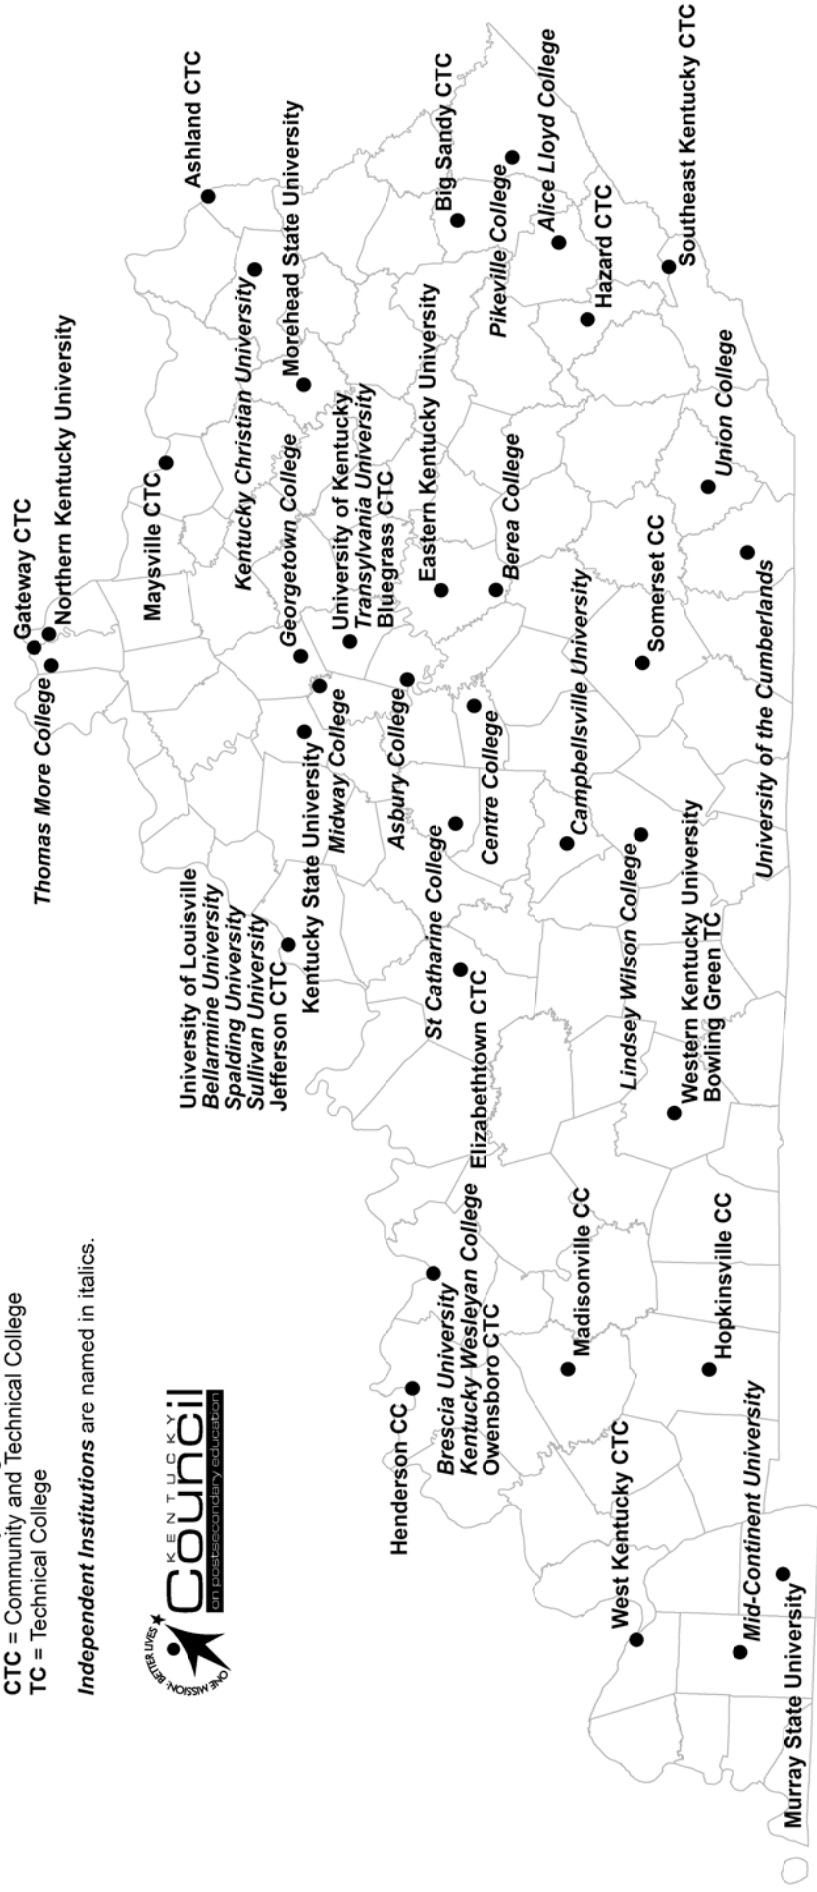 CTC = Community and Technical College
TC = Technical College
Independent Institutions are named in italics.
ONE MISSION: BETTER LIVES
KENTUCKY
Council
on postsecondary education
Gateway CTC
Northern Kentucky University
Thomas More College
Maysville CTC
Ashland CTC
Kentucky Christian University
Morehead State University
Georgetown College
University of Kentucky
Transylvania University
Bluegrass CTC
University of Louisville
Bellarmine University
Spalding University
Sullivan University
Jefferson CTC
Kentucky State University
Midway College
Asbury College
Eastern Kentucky University
Big Sandy CTC
Pikeville College
Alice Lloyd College
Hazard CTC
Southeast Kentucky CTC
Berea College
Centre College
St Catharine College
Elizabethtown CTC
Henderson CC
Brescia University
Kentucky Wesleyan College
Owensboro CTC
Madisonville CC
Campbellsville University
Lindsey Wilson College
Somerset CC
Union College
University of the Cumberlands
Western Kentucky University
Bowling Green TC
Hopkinsville CC
West Kentucky CTC
Mid-Continent University
Murray State University